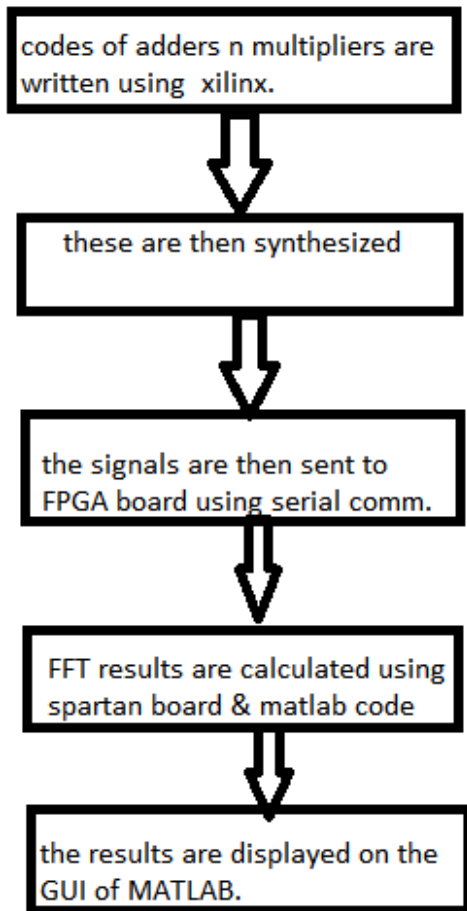 codes of adders n multipliers are
written using xilinx.
these are then synthesized
the signals are then sent to
FPGA board using serial comm.
FFT results are calculated using
spartan board & matlab code
the results are displayed on the
GUI of MATLAB.